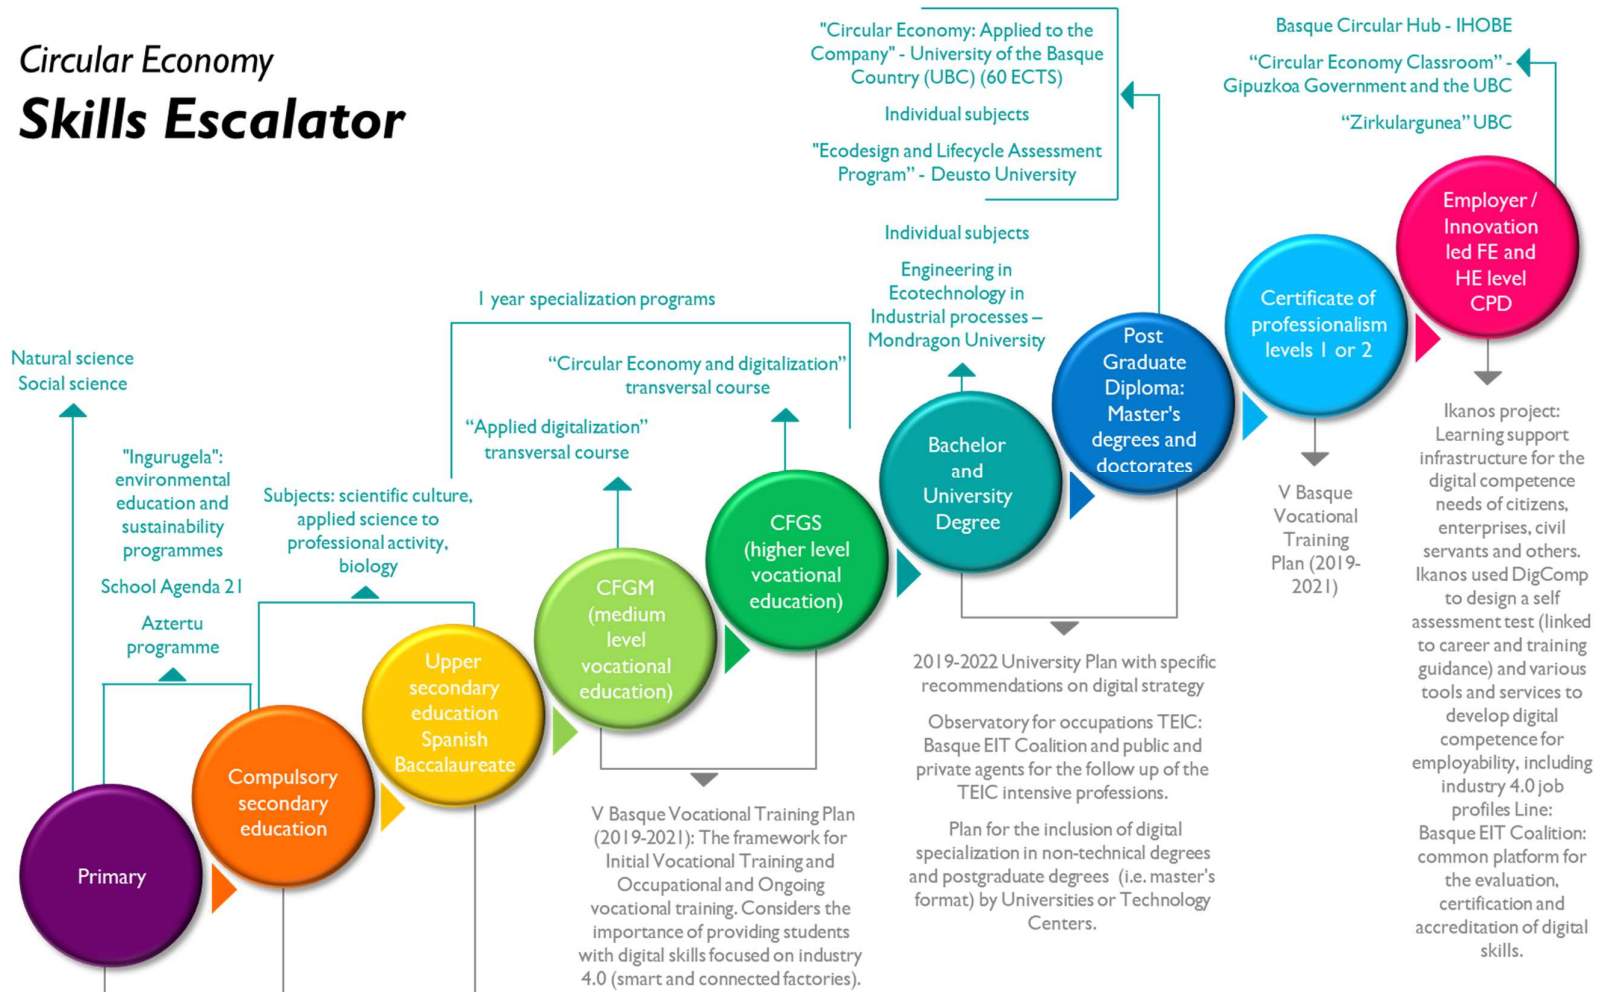 Circular Economy
Skills Escalator
"Circular Economy: Applied to the
Company" - University of the Basque
Country (UBC) (60 ECTS)
Individual subjects
"Ecodesign and Lifecycle Assessment
Program” - Deusto University
Basque Circular Hub - IHOBE
“Circular Economy Classroom” -
Gipuzkoa Government and the UBC
“Zirkulargunea” UBC
Individual subjects
Engineering in
Ecotechnology in
Industrial processes –
Mondragon University
1 year specialization programs
“Circular Economy and digitalization”
transversal course
“Applied digitalization”
transversal course
Natural science
Social science
"Ingurugela":
environmental
education and
sustainability
programmes
School Agenda 21
Aztertu
programme
Subjects: scientific culture,
applied science to
professional activity,
biology
Primary
Compulsory
secondary
education
Upper
secondary
education
Spanish
Baccalaureate
CFGM
(medium
level
vocational
education)
CFGS
(higher level
vocational
education)
Bachelor
and
University
Degree
Post
Graduate
Diploma:
Master's
degrees and
doctorates
Certificate of
professionalism
levels 1 or 2
Employer /
Innovation
led FE and
HE level
CPD
V Basque Vocational Training Plan
(2019-2021): The framework for
Initial Vocational Training and
Occupational and Ongoing
vocational training. Considers the
importance of providing students
with digital skills focused on industry
4.0 (smart and connected factories).
2019-2022 University Plan with specific
recommendations on digital strategy
Observatory for occupations TEIC:
Basque EIT Coalition and public and
private agents for the follow up of the
TEIC intensive professions.
Plan for the inclusion of digital
specialization in non-technical degrees
and postgraduate degrees (i.e. master's
format) by Universities or Technology
Centers.
V Basque
Vocational
Training
Plan (2019-
2021)
Ikanos project:
Learning support
infrastructure for the
digital competence
needs of citizens,
enterprises, civil
servants and others.
Ikanos used DigComp
to design a self
assessment test (linked
to career and training
guidance) and various
tools and services to
develop digital
competence for
employability, including
industry 4.0 job
profiles Line:
Basque EIT Coalition:
common platform for
the evaluation,
certification and
accreditation of digital
skills.